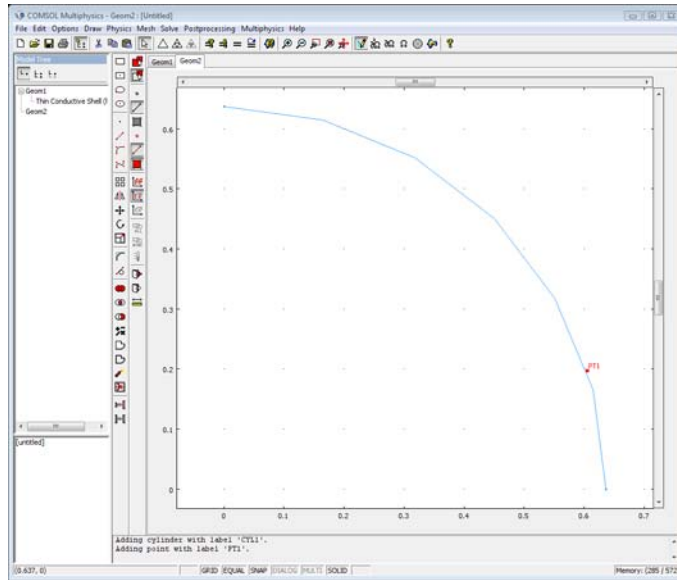 COMSOL Multiphysics - Geom2 : [Untitled]
File Edit Options Draw Physics Mesh Solve Postprocessing Multiphysics Help
Model Tree
Geom1 Geom2
Geom1
Thin Conductive Shell (
Geom2
0.6
0.5
0.4
0.3
0.2
0.1
0
PT1
0 0.1 0.2 0.3 0.4 0.5 0.6 0.7
[untitled]
Adding cylinder with label 'CYL1'.
Adding point with label 'PT1'.
(0.637, 0) GRID EQUAL SNAP DIALOG MULTI SOLID Memory: (285 / 572